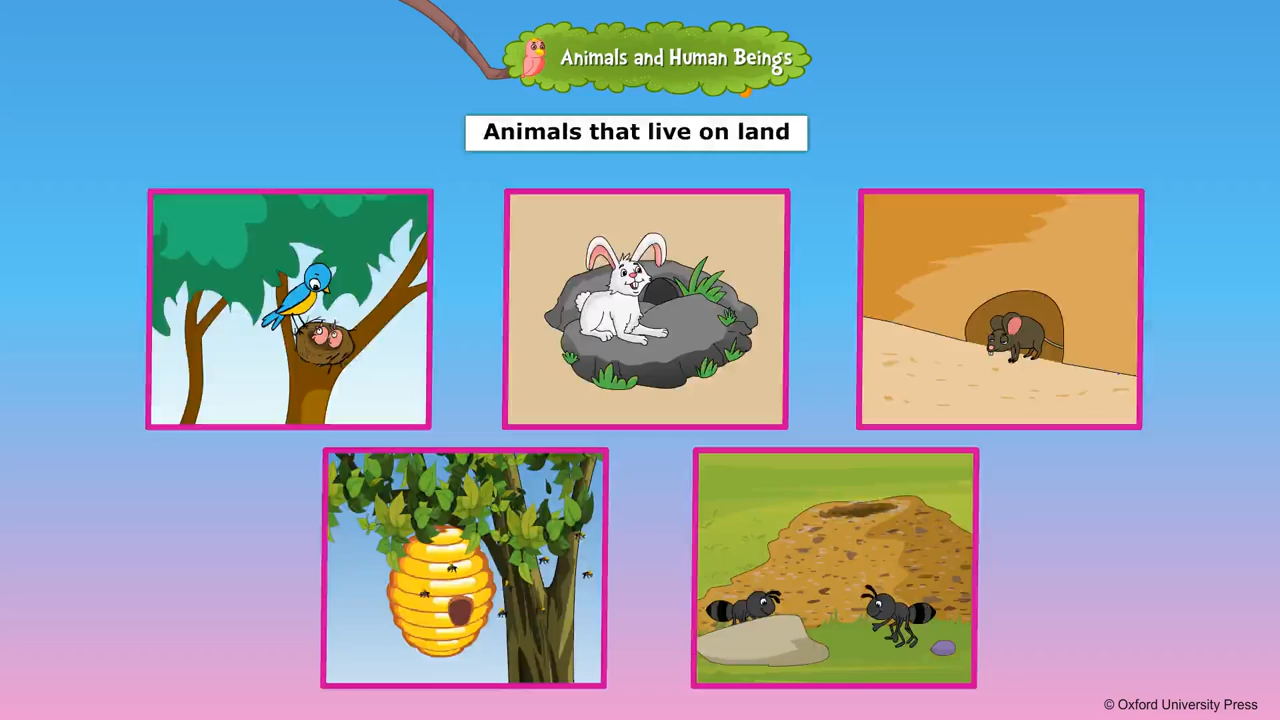 Animals and Human Beings
Animals that live on land
© Oxford University Press